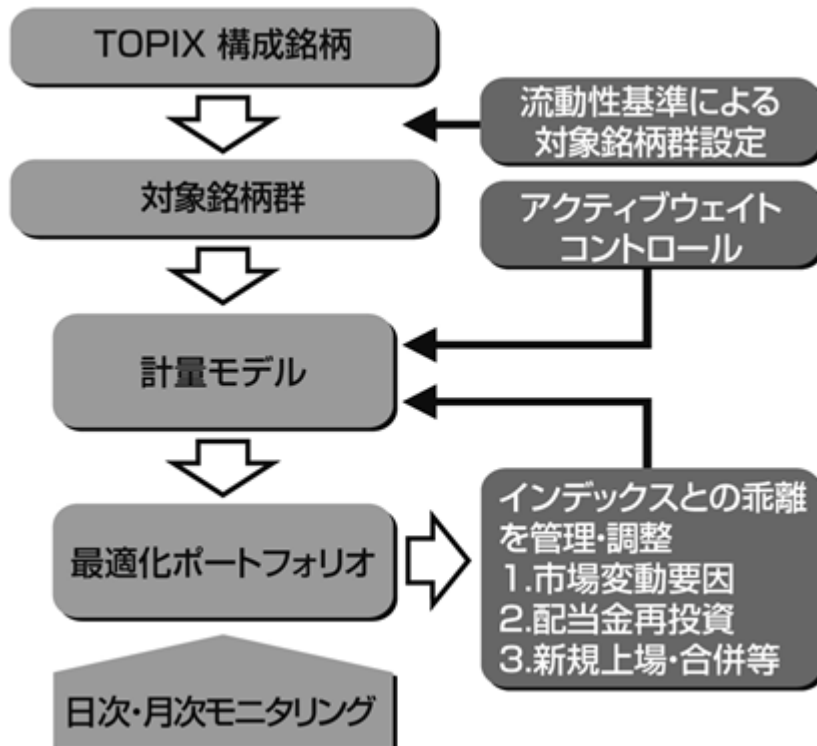 TOPIX 構成銘柄
流動性基準による
対象銘柄群設定
対象銘柄群
アクティブウェイト
コントロール
計量モデル
最適化ポートフォリオ
インデックスとの乖離
を管理・調整
1.市場変動要因
2.配当金再投資
3.新規上場・合併等
日次・月次モニタリング